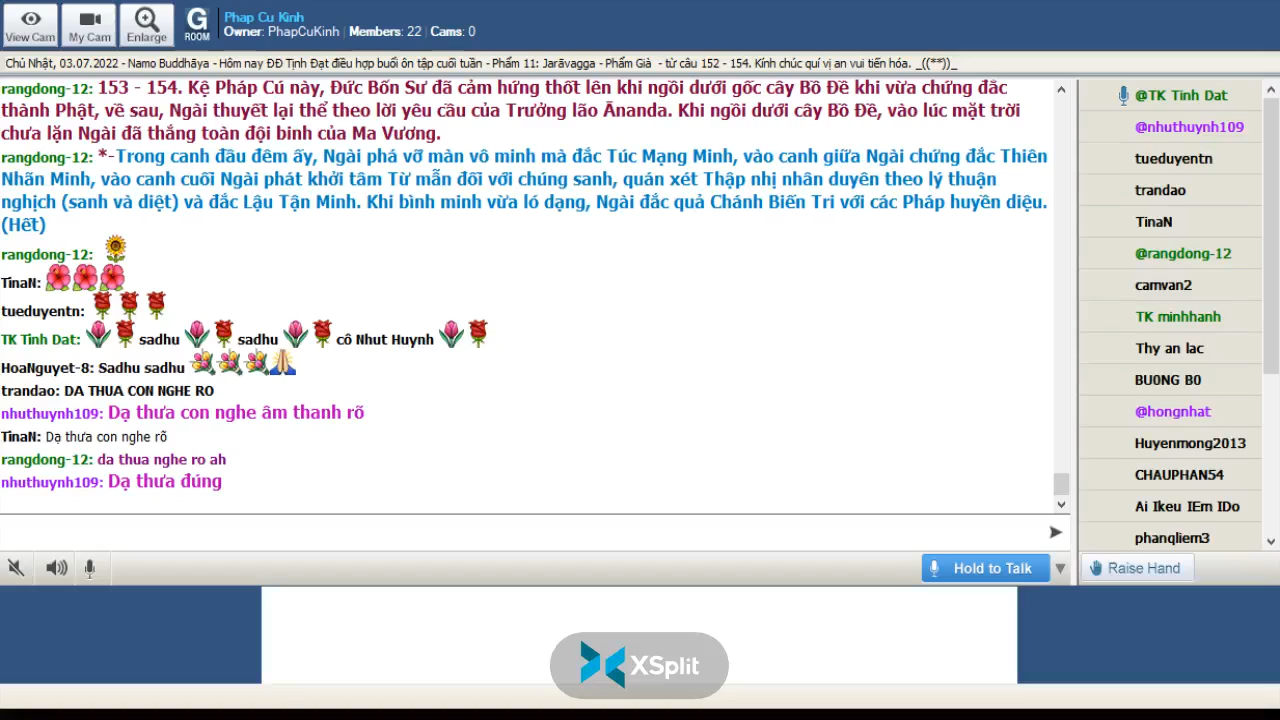 View Cam
My Cam
Enlarge
G
ROOM
Phap Cu Kinh
Owner: PhapCuKinh | Members: 22 | Cams: 0
Chủ Nhật, 03.07.2022 - Namo Buddhāya - Hôm nay ĐĐ Tịnh Đạt điều hợp buổi ôn tập cuối tuần - Phẩm 11: Jarāvagga - Phẩm Già - từ câu 152 - 154. Kính chúc quí vị an vui tiến hóa. _((**))_
rangdong-12: 153 - 154. Kệ Pháp Cú này, Đức Bổn Sư đã cảm hứng thốt lên khi ngồi dưới gốc cây Bồ Đề khi vừa chứng đắc
thành Phật, về sau, Ngài thuyết lại thể theo lời yêu cầu của Trưởng lão Ānanda. Khi ngồi dưới cây Bồ Đề, vào lúc mặt trời
chưa lặn Ngài đã thắng toàn đội binh của Ma Vương.
rangdong-12: *-Trong canh đầu đêm ấy, Ngài phá vỡ màn vô minh mà đắc Túc Mạng Minh, vào canh giữa Ngài chứng đắc Thiên
Nhãn Minh, vào canh cuối Ngài phát khởi tâm Từ mẫn đối với chúng sanh, quán xét Thập nhị nhân duyên theo lý thuận
nghịch (sanh và diệt) và đắc Lậu Tận Minh. Khi bình minh vừa ló dạng, Ngài đắc quả Chánh Biến Tri với các Pháp huyền diệu.
(Hết)
rangdong-12:
TinaN:
tueduyentn:
TK Tinh Dat: sadhu sadhu cô Nhut Huynh
HoaNguyet-8: Sadhu sadhu
trandao: DA THUA CON NGHE RO
nhuthuynh109: Dạ thưa con nghe âm thanh rõ
TinaN: Dạ thưa con nghe rõ
rangdong-12: da thua nghe ro ah
nhuthuynh109: Dạ thưa đúng
@TK Tinh Dat
@nhuthuynh109
tueduyentn
trandao
TinaN
@rangdong-12
camvan2
TK minhhanh
Thy an lac
BU0NG B0
@hongnhat
Huyenmong2013
CHAUPHAN54
Ai Ikeu IEm IDo
phanqliem3
Hold to Talk
Raise Hand
XSplit